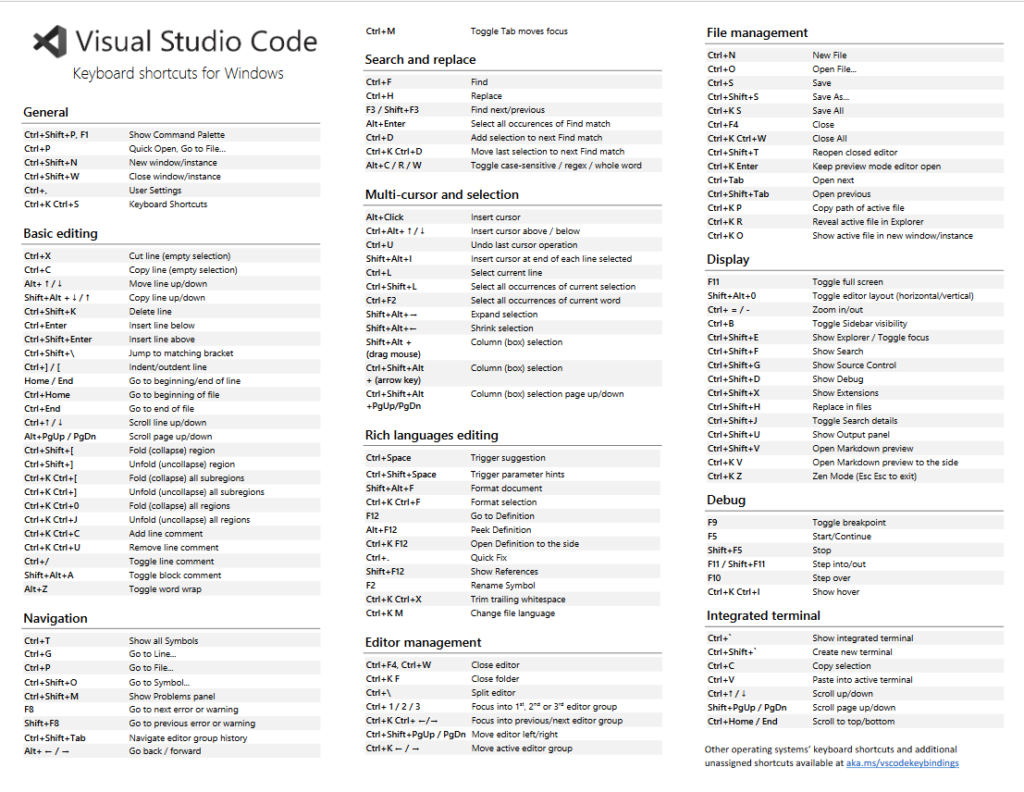 Visual Studio Code
Keyboard shortcuts for Windows
General
Ctrl+Shift+P, F1 Show Command Palette
Ctrl+P Quick Open, Go to File...
Ctrl+Shift+N New window/instance
Ctrl+Shift+W Close window/instance
Ctrl+, User Settings
Ctrl+K Ctrl+S Keyboard Shortcuts
Basic editing
Ctrl+X Cut line (empty selection)
Ctrl+C Copy line (empty selection)
Alt+ ↑ / ↓ Move line up/down
Shift+Alt + ↓ / ↑ Copy line up/down
Ctrl+Shift+K Delete line
Ctrl+Enter Insert line below
Ctrl+Shift+Enter Insert line above
Ctrl+Shift+\ Jump to matching bracket
Ctrl+] / [ Indent/outdent line
Home / End Go to beginning/end of line
Ctrl+Home Go to beginning of file
Ctrl+End Go to end of file
Ctrl+↑ / ↓ Scroll line up/down
Alt+PgUp / PgDn Scroll page up/down
Ctrl+Shift+[ Fold (collapse) region
Ctrl+Shift+] Unfold (uncollapse) region
Ctrl+K Ctrl+[ Fold (collapse) all subregions
Ctrl+K Ctrl+] Unfold (uncollapse) all subregions
Ctrl+K Ctrl+0 Fold (collapse) all regions
Ctrl+K Ctrl+J Unfold (uncollapse) all regions
Ctrl+K Ctrl+C Add line comment
Ctrl+K Ctrl+U Remove line comment
Ctrl+/ Toggle line comment
Shift+Alt+A Toggle block comment
Alt+Z Toggle word wrap
Navigation
Ctrl+T Show all Symbols
Ctrl+G Go to Line...
Ctrl+P Go to File...
Ctrl+Shift+O Go to Symbol...
Ctrl+Shift+M Show Problems panel
F8 Go to next error or warning
Shift+F8 Go to previous error or warning
Ctrl+Shift+Tab Navigate editor group history
Alt+ ← / → Go back / forward
Ctrl+M Toggle Tab moves focus
Search and replace
Ctrl+F Find
Ctrl+H Replace
F3 / Shift+F3 Find next/previous
Alt+Enter Select all occurences of Find match
Ctrl+D Add selection to next Find match
Ctrl+K Ctrl+D Move last selection to next Find match
Alt+C / R / W Toggle case-sensitive / regex / whole word
Multi-cursor and selection
Alt+Click Insert cursor
Ctrl+Alt+ ↑ / ↓ Insert cursor above / below
Ctrl+U Undo last cursor operation
Shift+Alt+I Insert cursor at end of each line selected
Ctrl+L Select current line
Ctrl+Shift+L Select all occurrences of current selection
Ctrl+F2 Select all occurrences of current word
Shift+Alt+→ Expand selection
Shift+Alt+← Shrink selection
Shift+Alt + Column (box) selection
(drag mouse)
Ctrl+Shift+Alt Column (box) selection
+ (arrow key)
Ctrl+Shift+Alt Column (box) selection page up/down
+PgUp/PgDn
Rich languages editing
Ctrl+Space Trigger suggestion
Ctrl+Shift+Space Trigger parameter hints
Shift+Alt+F Format document
Ctrl+K Ctrl+F Format selection
F12 Go to Definition
Alt+F12 Peek Definition
Ctrl+K F12 Open Definition to the side
Ctrl+. Quick Fix
Shift+F12 Show References
F2 Rename Symbol
Ctrl+K Ctrl+X Trim trailing whitespace
Ctrl+K M Change file language
Editor management
Ctrl+F4, Ctrl+W Close editor
Ctrl+K F Close folder
Ctrl+\ Split editor
Ctrl+ 1 / 2 / 3 Focus into 1st, 2nd or 3rd editor group
Ctrl+K Ctrl+ ←/→ Focus into previous/next editor group
Ctrl+Shift+PgUp / PgDn Move editor left/right
Ctrl+K ← / → Move active editor group
File management
Ctrl+N New File
Ctrl+O Open File...
Ctrl+S Save
Ctrl+Shift+S Save As...
Ctrl+K S Save All
Ctrl+F4 Close
Ctrl+K Ctrl+W Close All
Ctrl+Shift+T Reopen closed editor
Ctrl+K Enter Keep preview mode editor open
Ctrl+Tab Open next
Ctrl+Shift+Tab Open previous
Ctrl+K P Copy path of active file
Ctrl+K R Reveal active file in Explorer
Ctrl+K O Show active file in new window/instance
Display
F11 Toggle full screen
Shift+Alt+0 Toggle editor layout (horizontal/vertical)
Ctrl+ = / - Zoom in/out
Ctrl+B Toggle Sidebar visibility
Ctrl+Shift+E Show Explorer / Toggle focus
Ctrl+Shift+F Show Search
Ctrl+Shift+G Show Source Control
Ctrl+Shift+D Show Debug
Ctrl+Shift+X Show Extensions
Ctrl+Shift+H Replace in files
Ctrl+Shift+J Toggle Search details
Ctrl+Shift+U Show Output panel
Ctrl+Shift+V Open Markdown preview
Ctrl+K V Open Markdown preview to the side
Ctrl+K Z Zen Mode (Esc Esc to exit)
Debug
F9 Toggle breakpoint
F5 Start/Continue
Shift+F5 Stop
F11 / Shift+F11 Step into/out
F10 Step over
Ctrl+K Ctrl+I Show hover
Integrated terminal
Ctrl+` Show integrated terminal
Ctrl+Shift+` Create new terminal
Ctrl+C Copy selection
Ctrl+V Paste into active terminal
Ctrl+↑ / ↓ Scroll up/down
Shift+PgUp / PgDn Scroll page up/down
Ctrl+Home / End Scroll to top/bottom
Other operating systems' keyboard shortcuts and additional
unassigned shortcuts available at aka.ms/vscodekeybindings